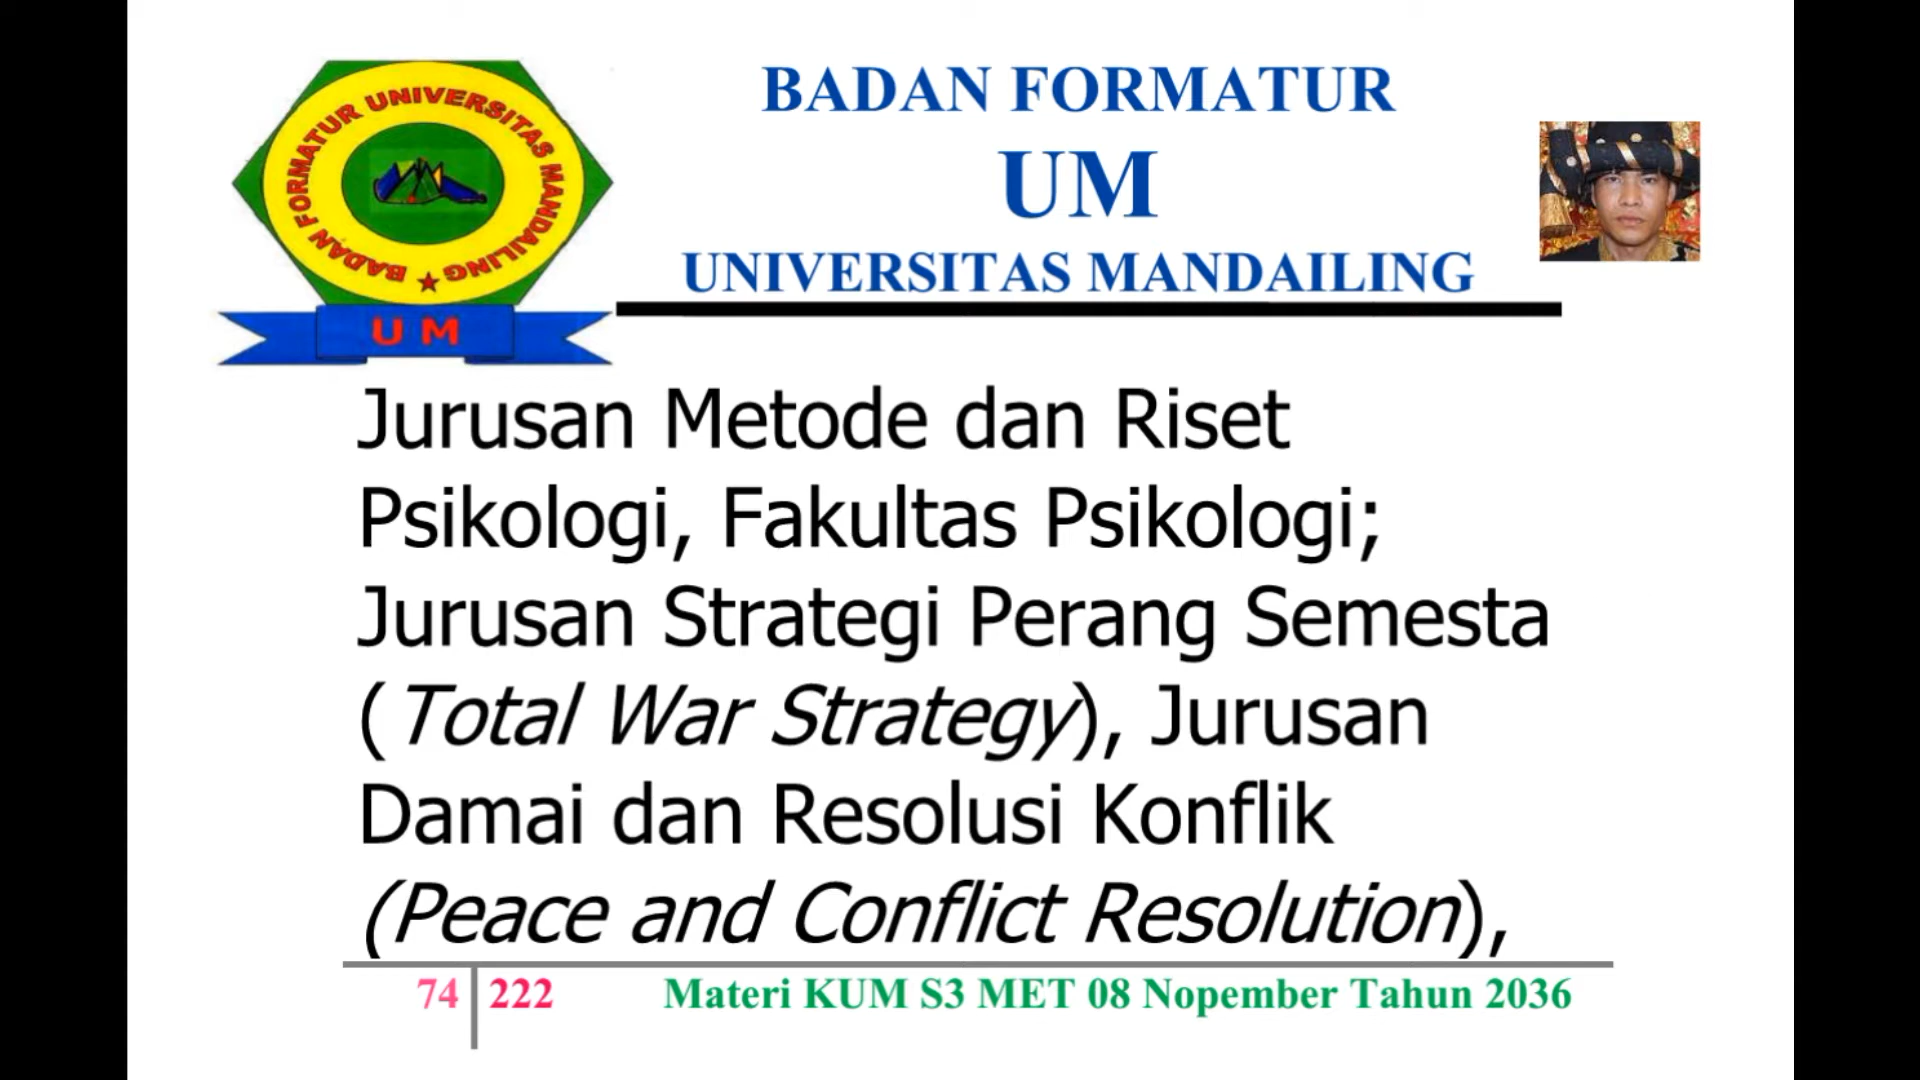 BADAN FORMATUR UNIVERSITAS MANDAILING
UM
BADAN FORMATUR
UM
UNIVERSITAS MANDAILING
Jurusan Metode dan Riset
Psikologi, Fakultas Psikologi;
Jurusan Strategi Perang Semesta
(Total War Strategy), Jurusan
Damai dan Resolusi Konflik
(Peace and Conflict Resolution),
74 222 Materi KUM S3 MET 08 Nopember Tahun 2036